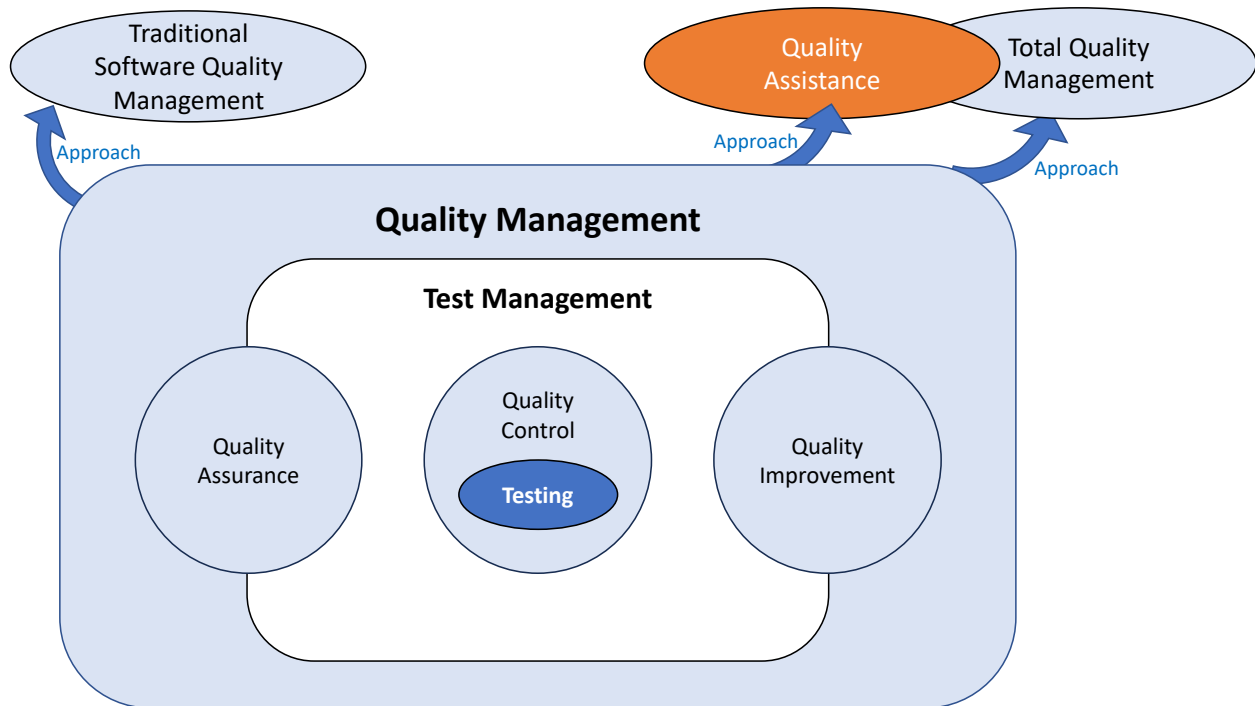 Traditional
Software Quality
Management
Quality
Assistance
Total Quality
Management
Approach
Approach
Approach
Quality Management
Test Management
Quality
Assurance
Quality
Control
Testing
Quality
Improvement